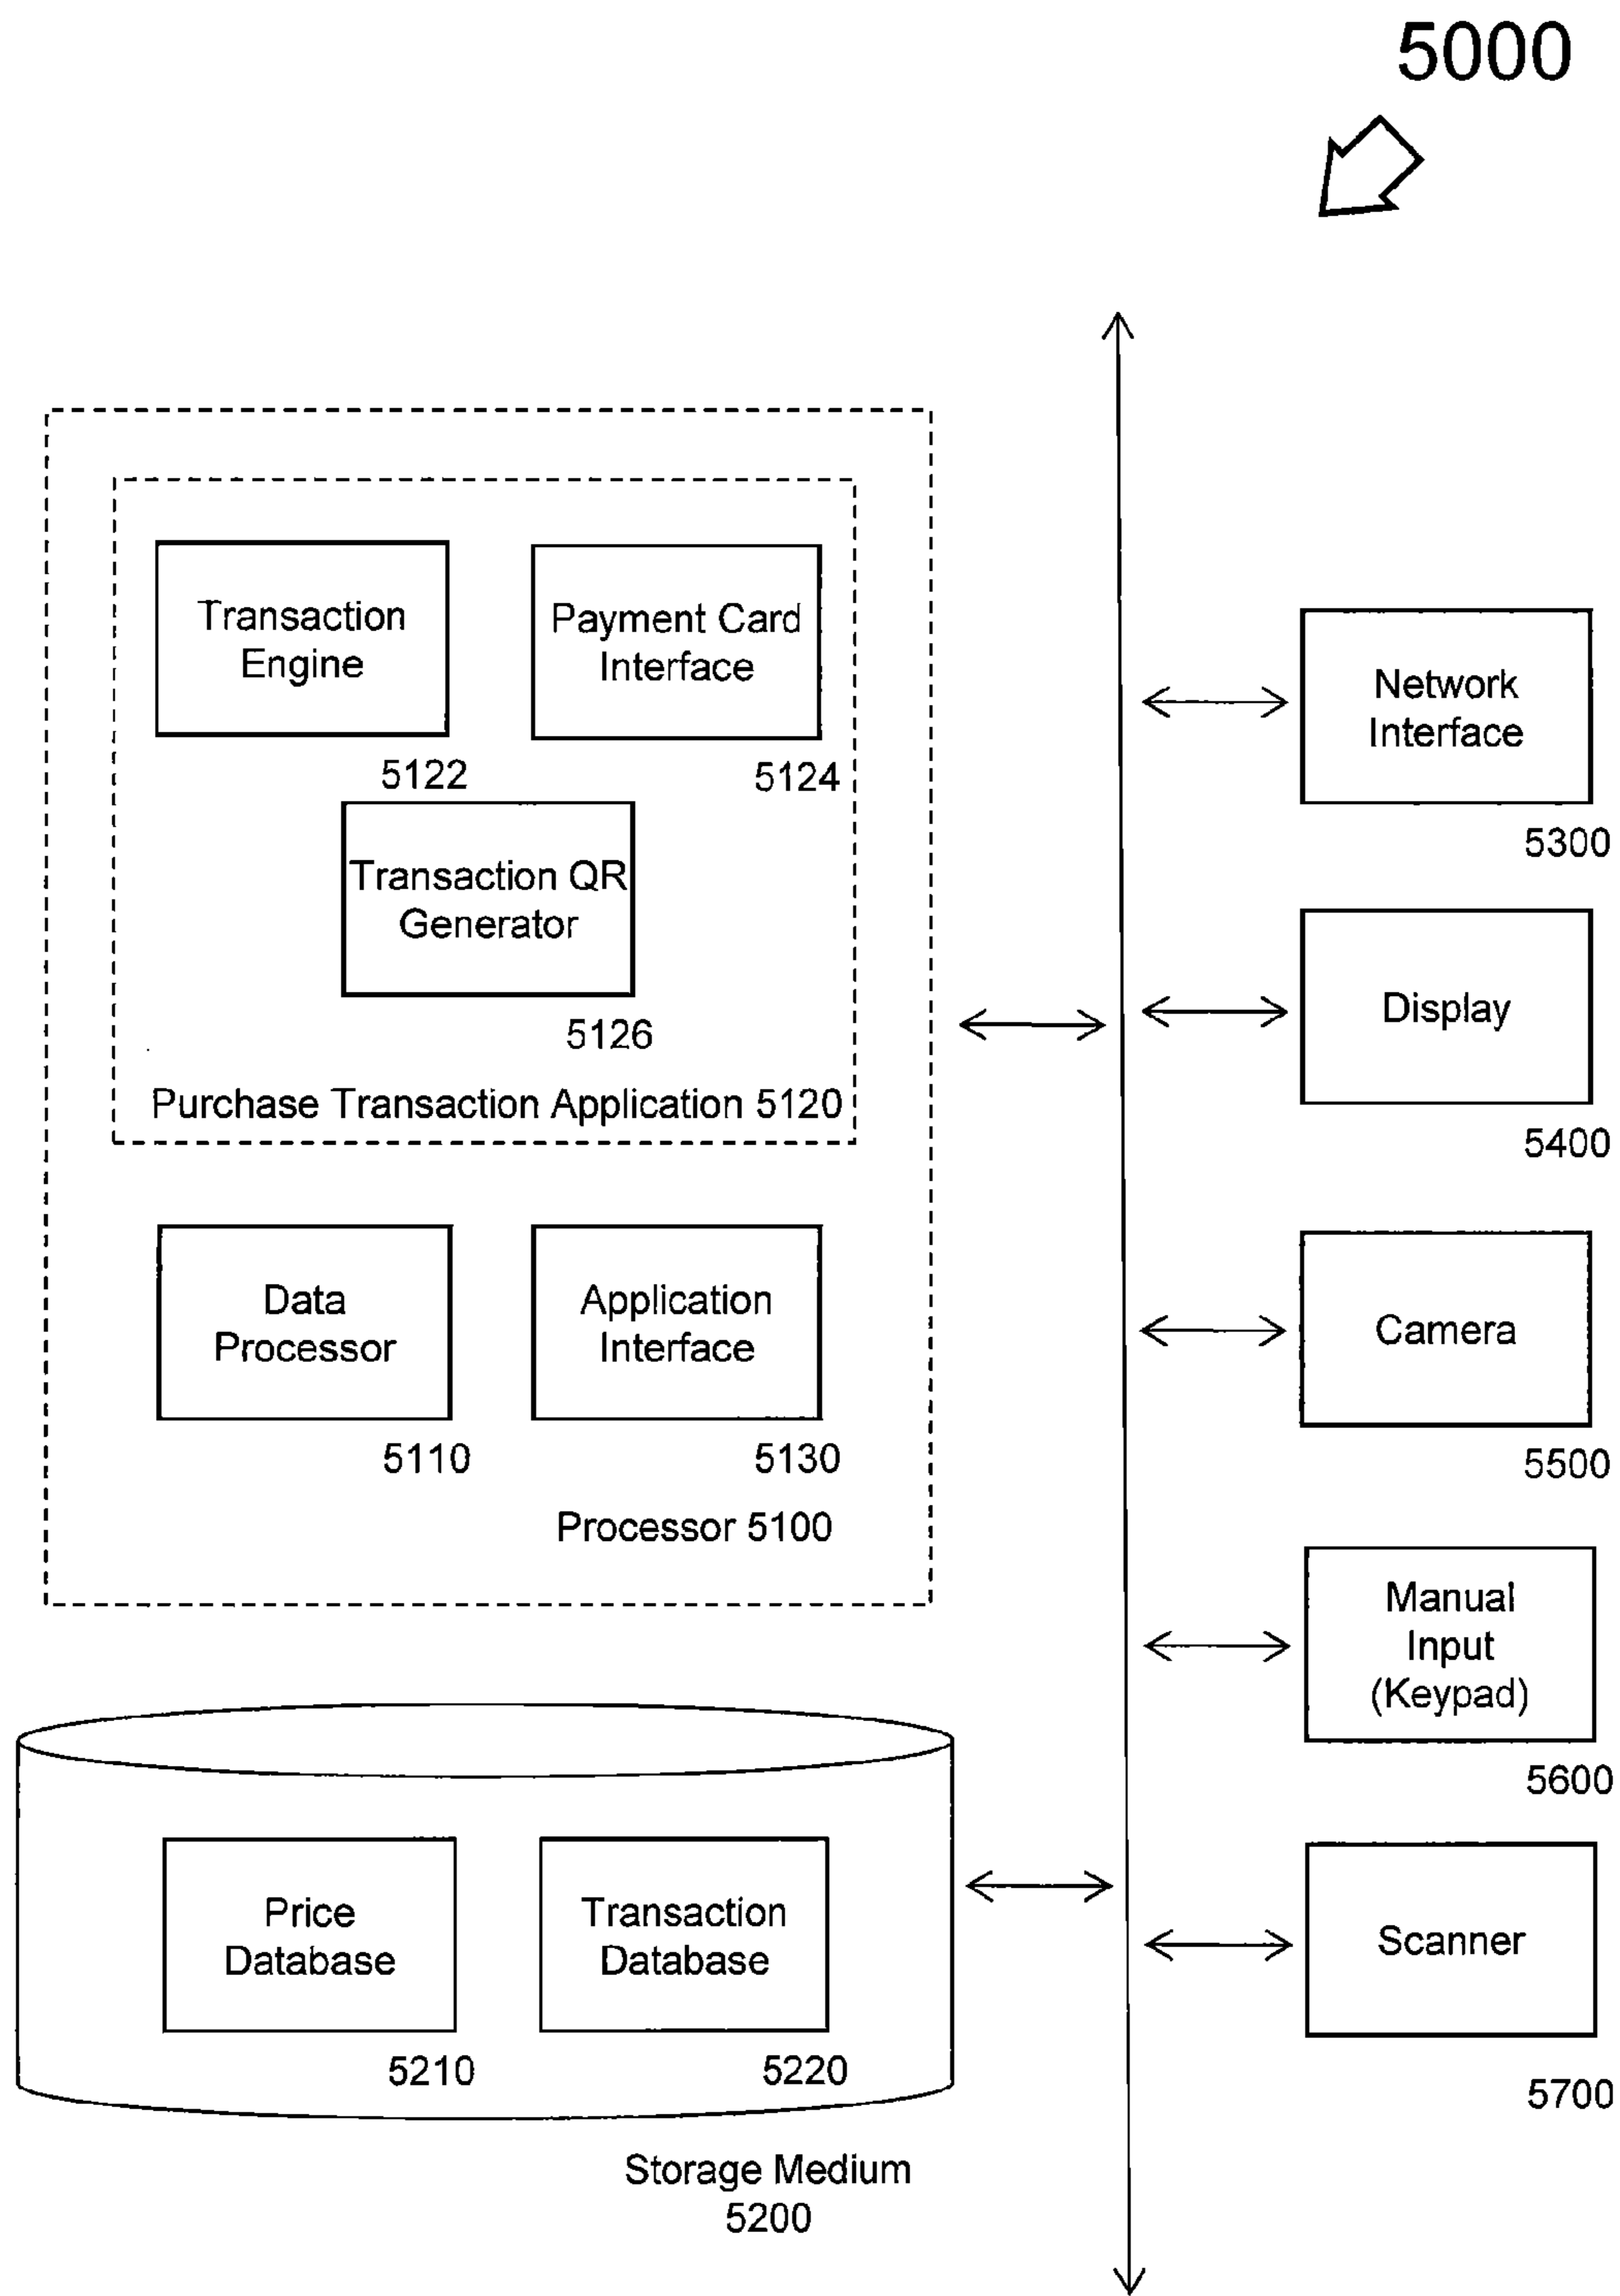 5000
Transaction
Engine
5122
Payment Card
Interface
5124
Transaction QR
Generator
5126
Purchase Transaction Application 5120
Data
Processor
5110
Application
Interface
5130
Processor 5100
Price
Database
5210
Transaction
Database
5220
Storage Medium
5200
Network
Interface
5300
Display
5400
Camera
5500
Manual
Input
(Keypad)
5600
Scanner
5700